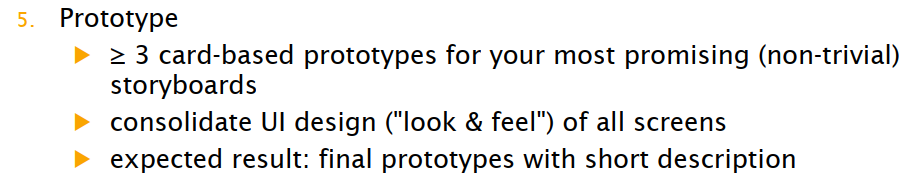 5. Prototype
▶ ≥ 3 card-based prototypes for your most promising (non-trivial)
storyboards
▶ consolidate UI design ("look & feel") of all screens
▶ expected result: final prototypes with short description